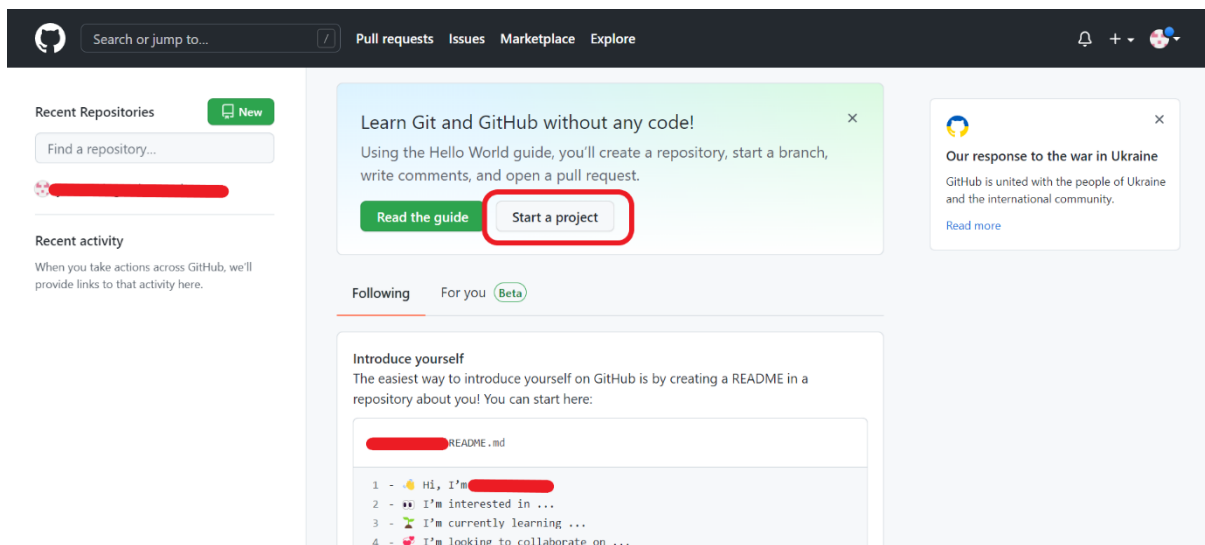 Search or jump to...
/
Pull requests Issues Marketplace Explore
Recent Repositories
New
Find a repository...
Recent activity
When you take actions across GitHub, we'll
provide links to that activity here.
Learn Git and GitHub without any code!
Using the Hello World guide, you'll create a repository, start a branch,
write comments, and open a pull request.
Read the guide
Start a project
Following
For you Beta
Introduce yourself
The easiest way to introduce yourself on GitHub is by creating a README in a
repository about you! You can start here:
README.md
1 - 👋 Hi, I'm
2 - 👀 I'm interested in ...
3 - 🌱 I'm currently learning ...
4 - 💞️ I'm looking to collaborate on ...
Our response to the war in Ukraine
GitHub is united with the people of Ukraine
and the international community.
Read more